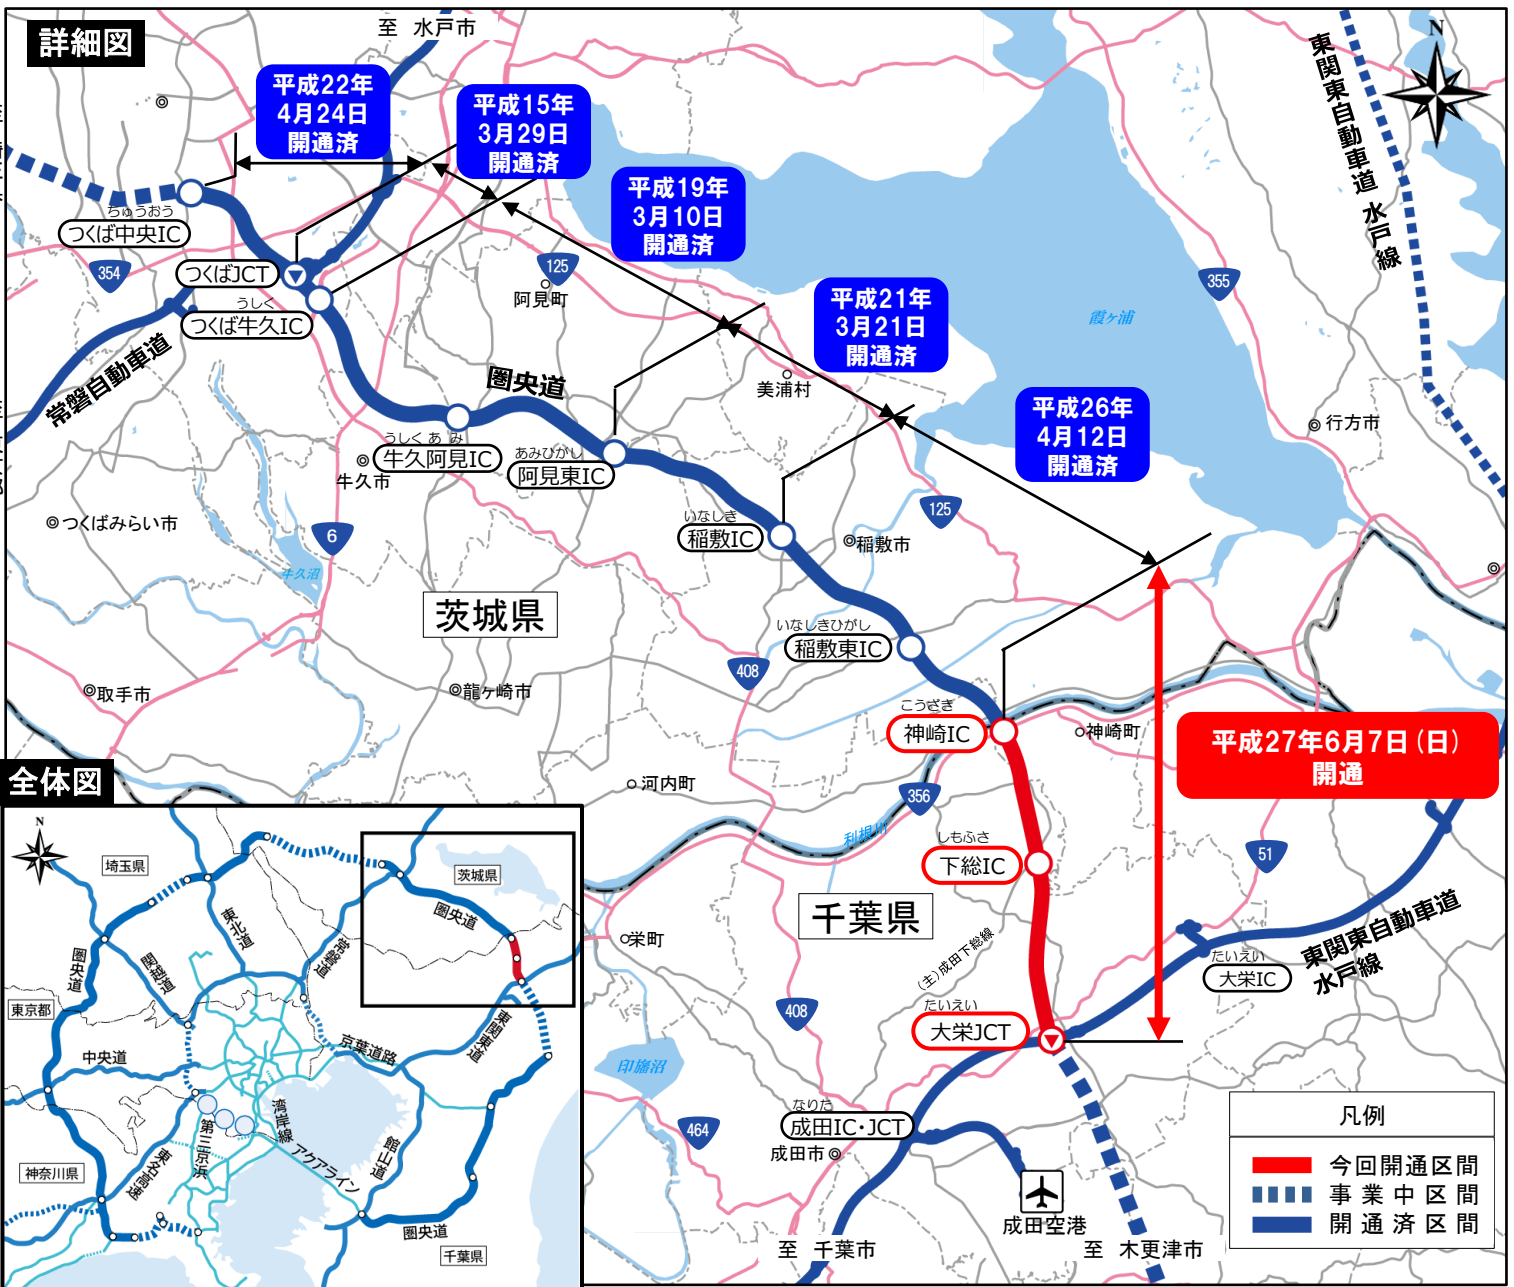 詳細図
至 水戸市
N
平成22年
4月24日
開通済
平成15年
3月29日
開通済
平成19年
3月10日
開通済
平成21年
3月21日
開通済
平成26年
4月12日
開通済
東関東自動車道 水戸線
ちゅうおう
つくば中央IC
354
つくばJCT
うしく
つくば牛久IC
常磐自動車道
125
阿見町
圏央道
355
霞ヶ浦
美浦村
行方市
うしくあみ
牛久阿見IC
牛久市
あみひがし
阿見東IC
つくばみらい市
6
牛久沼
いなしき
稲敷IC
稲敷市
125
茨城県
いなしきひがし
稲敷東IC
408
取手市
龍ヶ崎市
こうざき
神崎IC
神崎町
平成27年6月7日(日)
開通
河内町
356
利根川
しもふさ
下総IC
51
千葉県
栄町
(主)成田下総線
たいえい
大栄IC
東関東自動車道
水戸線
408
たいえい
大栄JCT
印旛沼
464
なりた
成田IC・JCT
成田市
成田空港
至 千葉市
至 木更津市
凡例
今回開通区間
事業中区間
開通済区間
全体図
N
埼玉県
茨城県
圏央道
東北道
常磐道
関越道
圏央道
東京都
東関東道
京葉道路
中央道
湾岸線
第三京浜
東名高速
アクアライン
館山道
神奈川県
圏央道
千葉県